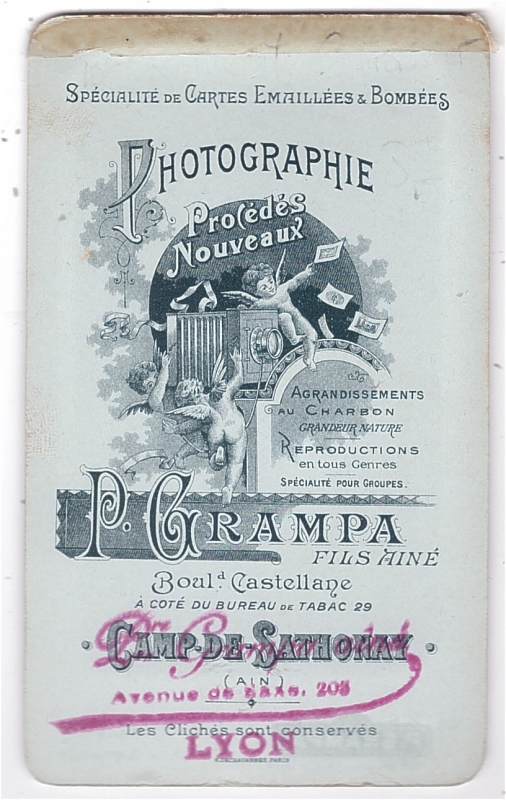 SPÉCIALITÉ DE CARTES EMAILLÉES & BOMBÉES
PHOTOGRAPHIE
Procédés
Nouveaux
AGRANDISSEMENTS
AU CHARBON
GRANDEUR NATURE
REPRODUCTIONS
en tous Genres
SPÉCIALITÉ POUR GROUPES.
P. GRAMPA
FILS AINÉ
Boul.d Castellane
À COTÉ DU BUREAU DE TABAC 29
CAMP-DE-SATHONAY
(AIN)
Avenue de saxe, 203
Les Clichés sont conservés
LYON